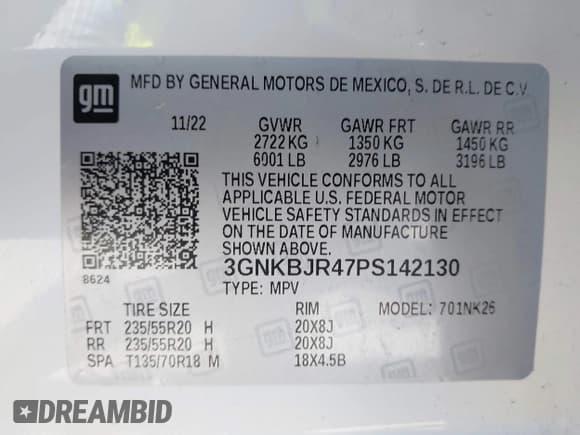 gm
MFD BY GENERAL MOTORS DE MEXICO, S. DE R.L. DE C.V.
11/22 GVWR GAWR FRT GAWR RR
2722 KG 1350 KG 1450 KG
6001 LB 2976 LB 3196 LB
THIS VEHICLE CONFORMS TO ALL
APPLICABLE U.S. FEDERAL MOTOR
VEHICLE SAFETY STANDARDS IN EFFECT
ON THE DATE OF MANUFACTURE
SHOWN ABOVE.
8624
3GNKBJR47PS142130
TYPE: MPV
TIRE SIZE RIM MODEL: 701NK26
FRT 235/55R20 H 20X8J
RR 235/55R20 H 20X8J
SPA T135/70R18 M 18X4.5B
DREAMBID